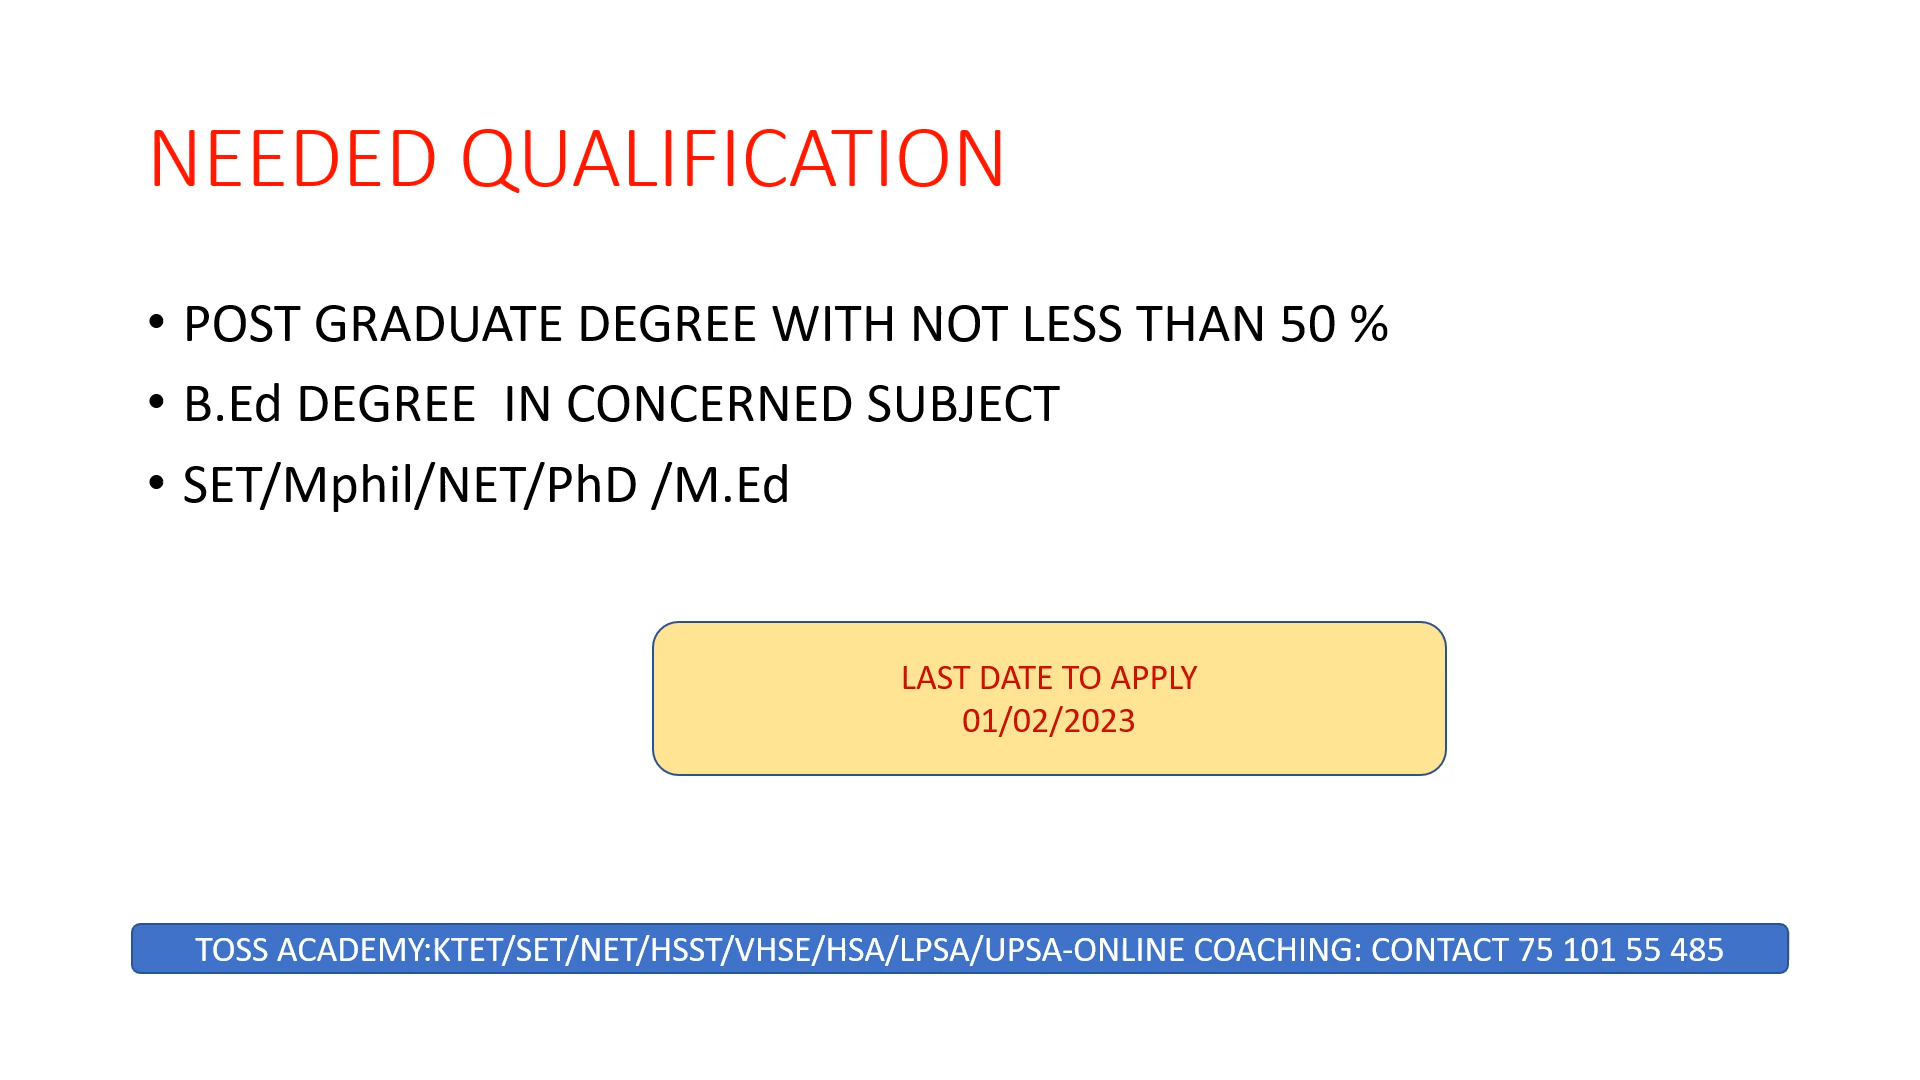 NEEDED QUALIFICATION
• POST GRADUATE DEGREE WITH NOT LESS THAN 50 %
• B.Ed DEGREE  IN CONCERNED SUBJECT
• SET/Mphil/NET/PhD /M.Ed
LAST DATE TO APPLY
01/02/2023
TOSS ACADEMY:KTET/SET/NET/HSST/VHSE/HSA/LPSA/UPSA-ONLINE COACHING: CONTACT 75 101 55 485